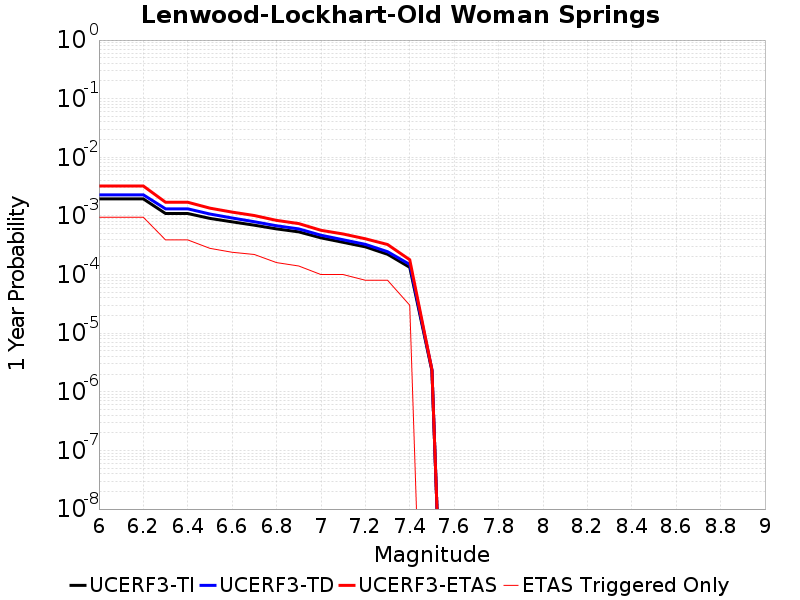 Lenwood-Lockhart-Old Woman Springs
1 Year Probability
10^0
10^-1
10^-2
10^-3
10^-4
10^-5
10^-6
10^-7
10^-8
6 6.2 6.4 6.6 6.8 7 7.2 7.4 7.6 7.8 8 8.2 8.4 8.6 8.8 9
Magnitude
UCERF3-TI UCERF3-TD UCERF3-ETAS ETAS Triggered Only